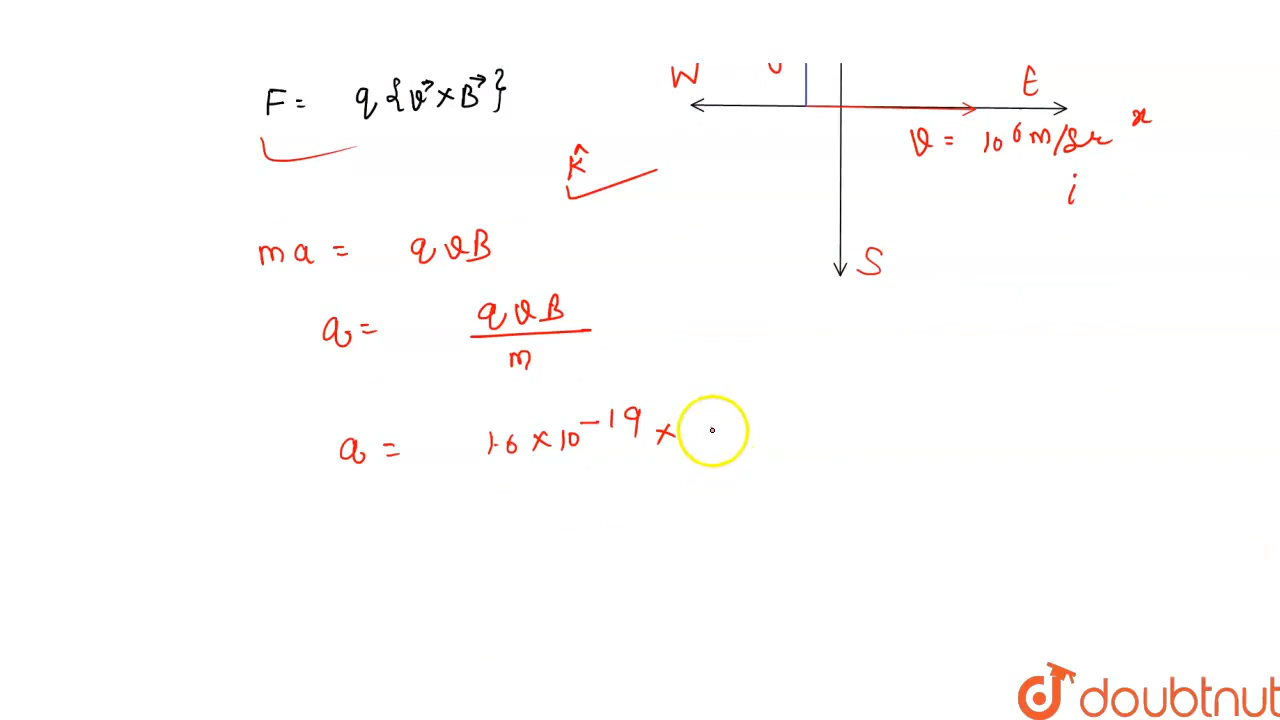 W
E
F = q {v⃗ × B⃗}
v = 10⁶ m/sec x
k̂
i
ma = qvB
S
a = qvB / m
a = 1.6 × 10⁻¹⁹ ×
doubtnut